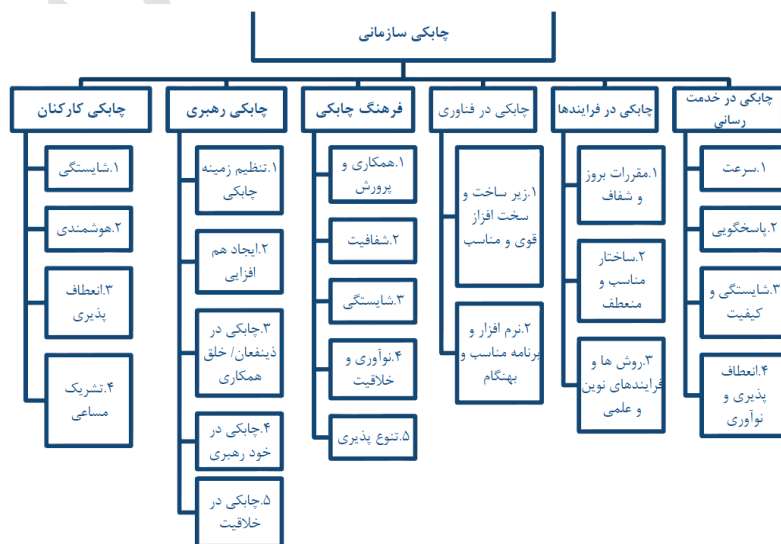 چابکی سازمانی
چابکی در خدمت
رسانی
۱.سرعت
۲.پاسخگویی
۳.شایستگی و
کیفیت
۴.انعطاف
پذیری و
نوآوری
چابکی در فرایندها
۱.مقررات بروز
و شفاف
۲.ساختار
مناسب و
منعطف
۳.روش ها و
فرایندهای نوین
و علمی
چابکی در فناوری
۱.زیر ساخت و
سخت افزاز
قوی و مناسب
۲.نرم افزار و
برنامه مناسب و
بهنگام
فرهنگ چابکی
۱.همکاری و
پرورش
۲.شفافیت
۳.شایستگی
۴.نوآوری و
خلاقیت
۵.تنوع پذیری
چابکی رهبری
۱.تنظیم زمینه
چابکی
۲.ایجاد هم
افزایی
۳.چابکی در
ذینفعان/ خلق
همکاری
۴.چابکی در
خود رهبری
۵.چابکی در
خلاقیت
چابکی کارکنان
۱.شایستگی
۲.هوشمندی
۳.انعطاف
پذیری
۴.تشریک
مساعی